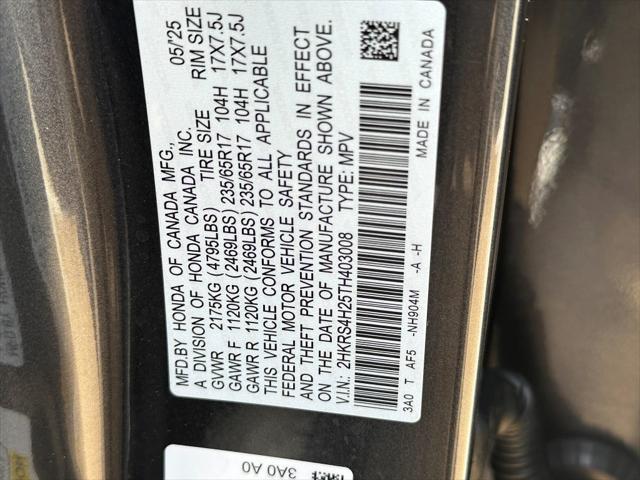 MFD.BY HONDA OF CANADA MFG., 05/'25
A DIVISION OF HONDA CANADA INC.
TIRE SIZE RIM SIZE
GVWR 2175KG (4795LBS)
GAWR F 1120KG (2469LBS) 235/65R17 104H 17X7.5J
GAWR R 1120KG (2469LBS) 235/65R17 104H 17X7.5J
THIS VEHICLE CONFORMS TO ALL APPLICABLE
FEDERAL MOTOR VEHICLE SAFETY
AND THEFT PREVENTION STANDARDS IN EFFECT
ON THE DATE OF MANUFACTURE SHOWN ABOVE.
V.I.N.: 2HKRS4H25TH403008 TYPE: MPV
3A0 T AF5 -NH904M -A -H MADE IN CANADA
3A0 A0